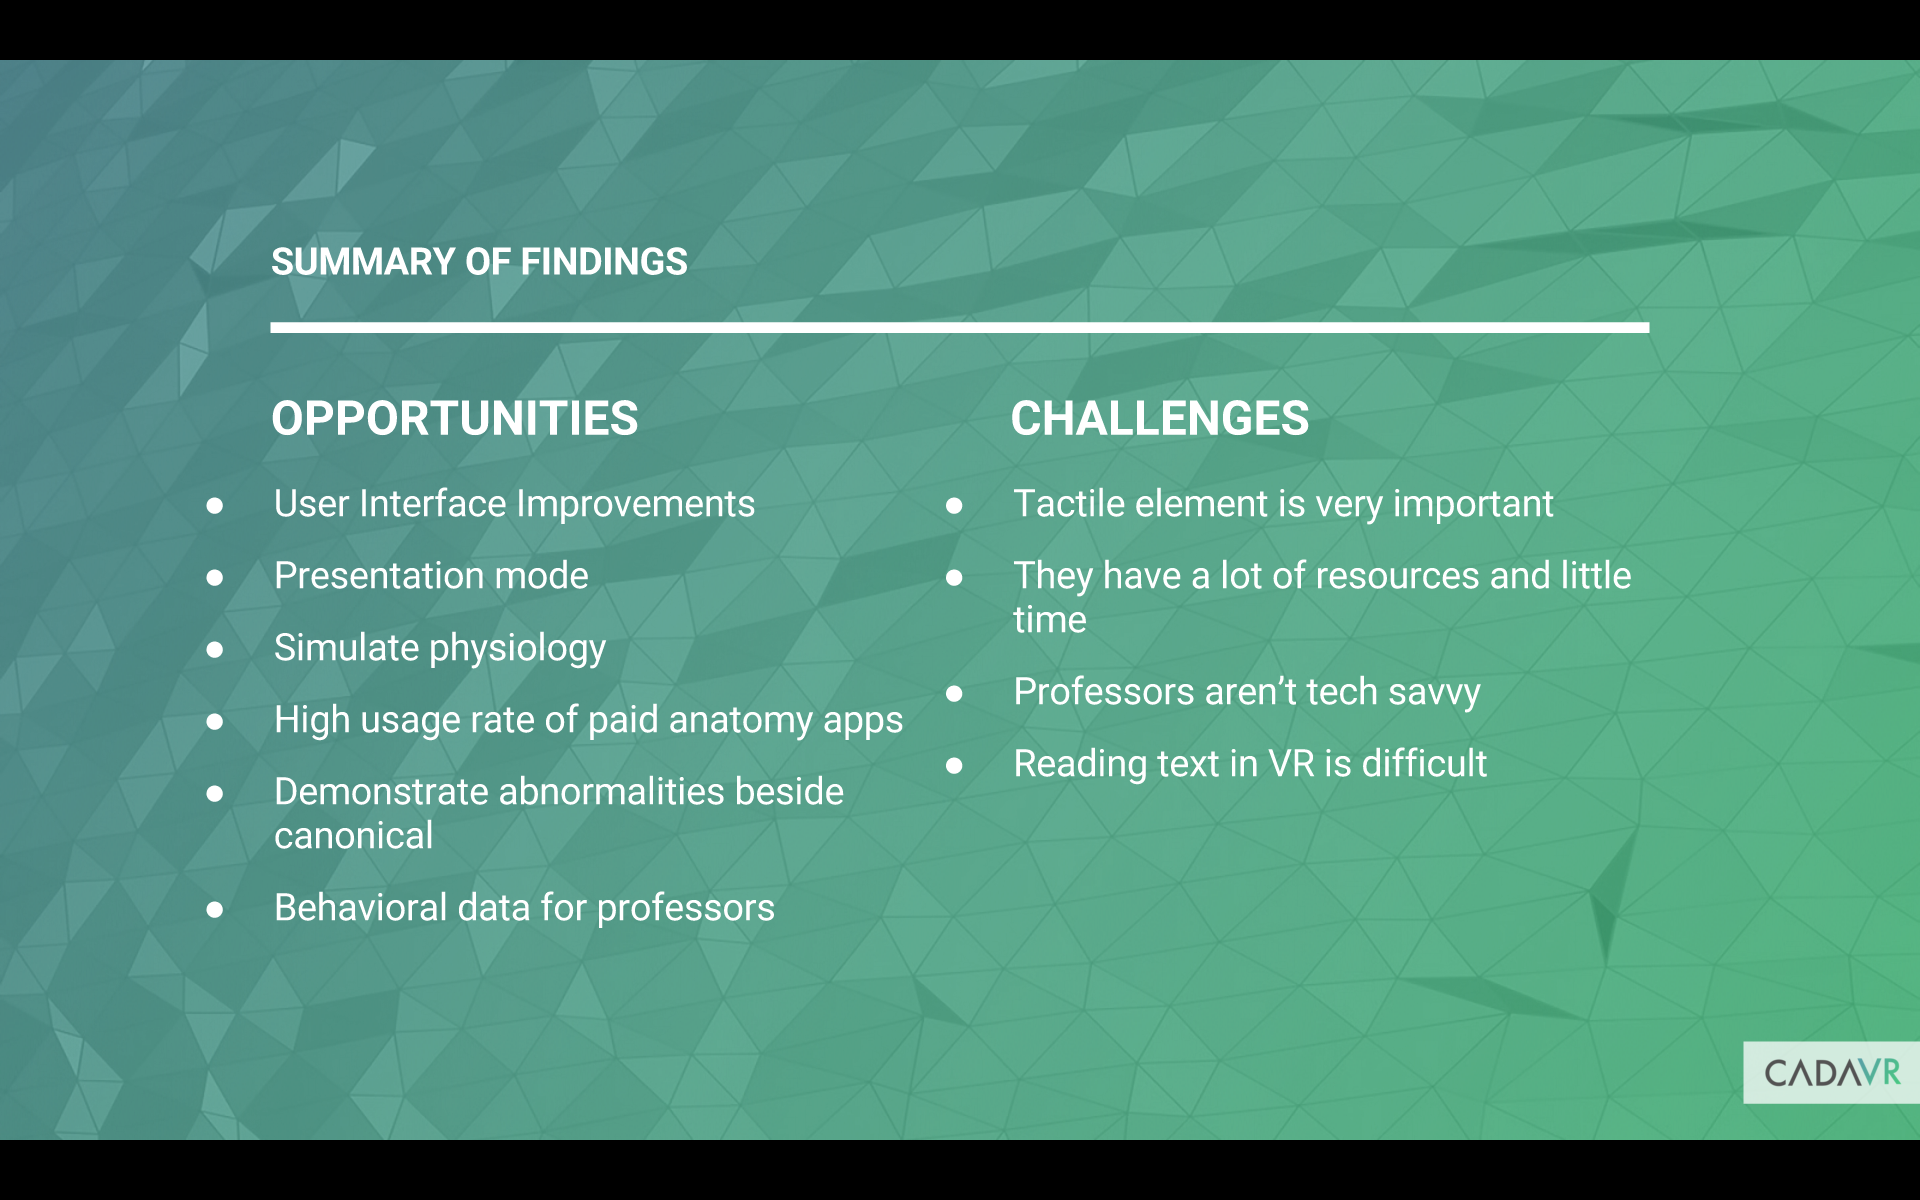 SUMMARY OF FINDINGS
OPPORTUNITIES
● User Interface Improvements
● Presentation mode
● Simulate physiology
● High usage rate of paid anatomy apps
● Demonstrate abnormalities beside
canonical
● Behavioral data for professors
CHALLENGES
● Tactile element is very important
● They have a lot of resources and little
time
● Professors aren’t tech savvy
● Reading text in VR is difficult
CADAVR